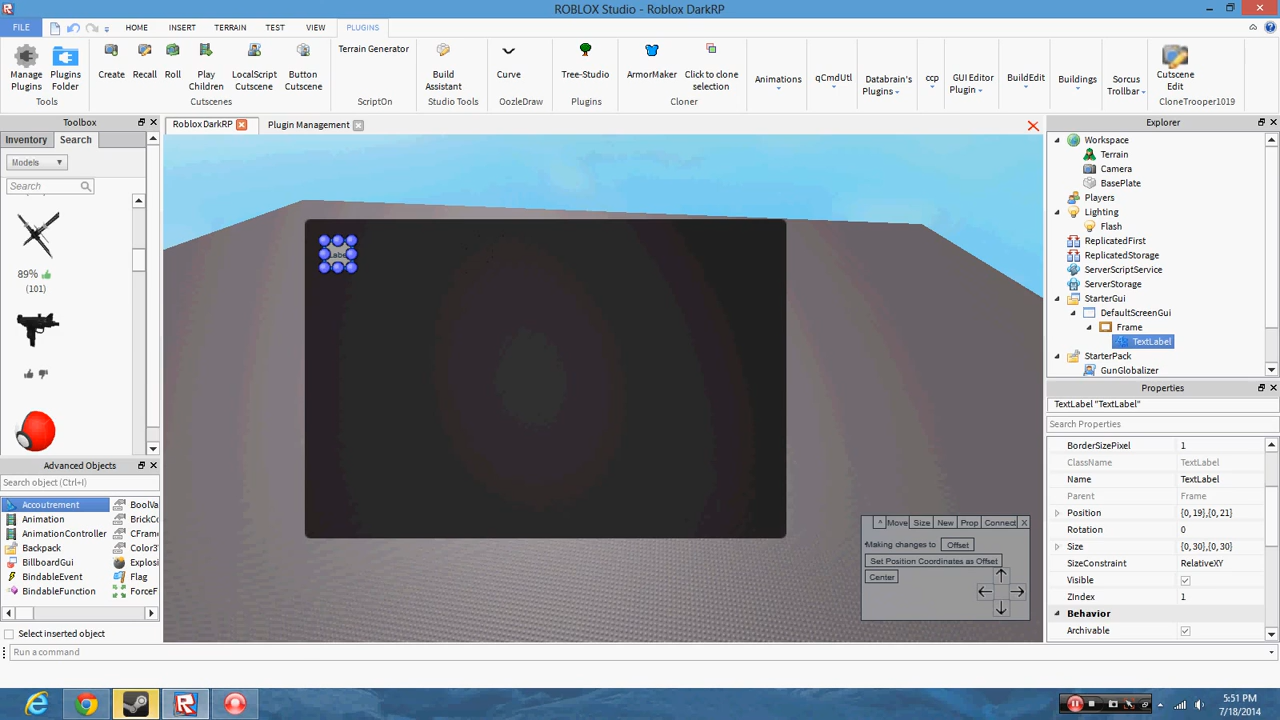 ROBLOX Studio - Roblox DarkRP
FILE
HOME
INSERT
TERRAIN
TEST
VIEW
PLUGINS
Manage Plugins
Plugins Folder
Tools
Create
Recall
Roll
Play Children
LocalScript Cutscene
Button Cutscene
Cutscenes
Terrain Generator
ScriptOn
Build Assistant
Studio Tools
Curve
OozleDraw
Tree-Studio
Plugins
ArmorMaker
Click to clone selection
Cloner
Animations
qCmdUtl
Databrain's Plugins
ccp
GUI Editor Plugin
BuildEdit
Buildings
Sorcus Trollbar
Cutscene Edit
CloneTrooper1019
Toolbox
Inventory
Search
Models
Search
89%
(101)
Advanced Objects
Search object (Ctrl+I)
Accoutrement
BoolVa
Animation
BrickCo
AnimationController
CFram
Backpack
Color3
BillboardGui
Explosi
BindableEvent
Flag
BindableFunction
ForceF
Select inserted object
Roblox DarkRP
Plugin Management
Labe
^
Move
Size
New
Prop
Connect
X
Making changes to
Offset
Set Position Coordinates as Offset
Center
Explorer
Workspace
Terrain
Camera
BasePlate
Players
Lighting
Flash
ReplicatedFirst
ReplicatedStorage
ServerScriptService
ServerStorage
StarterGui
DefaultScreenGui
Frame
TextLabel
StarterPack
GunGlobalizer
Properties
TextLabel "TextLabel"
Search Properties
BorderSizePixel 1
ClassName TextLabel
Name TextLabel
Parent Frame
Position {0, 19},{0, 21}
Rotation 0
Size {0, 30},{0, 30}
SizeConstraint RelativeXY
Visible
ZIndex 1
Behavior
Archivable
Run a command
5:51 PM
7/18/2014